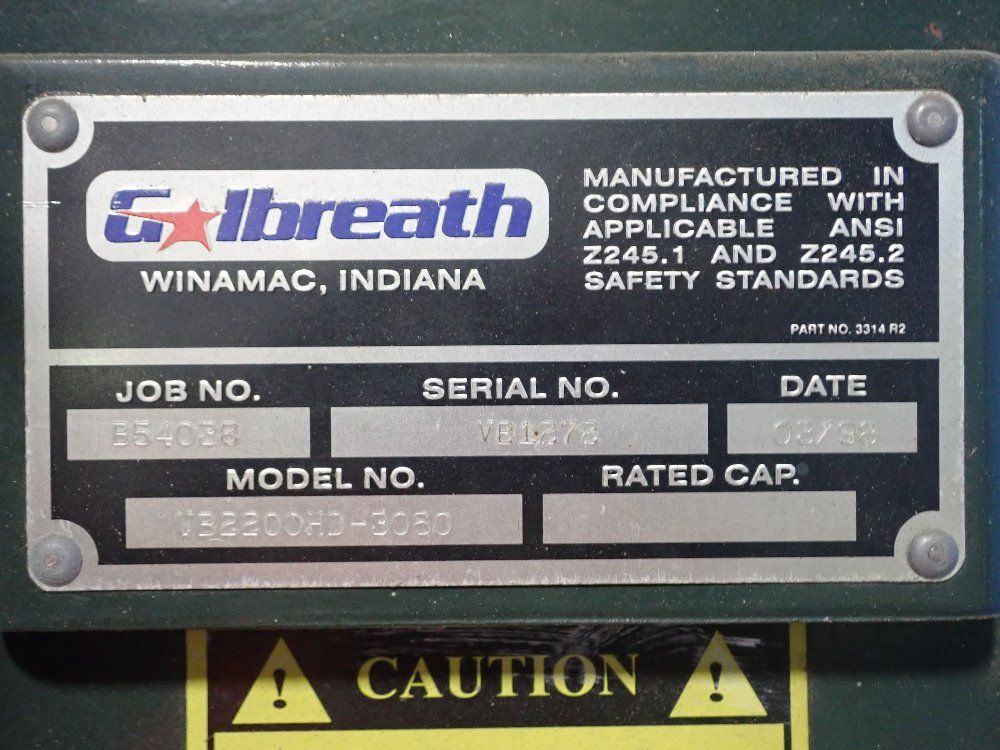 Galbreath
WINAMAC, INDIANA
MANUFACTURED IN
COMPLIANCE WITH
APPLICABLE ANSI
Z245.1 AND Z245.2
SAFETY STANDARDS
PART NO. 3314 R2
JOB NO. SERIAL NO. DATE
B54038 03/98
MODEL NO. RATED CAP.
VB2200HD-3060
CAUTION